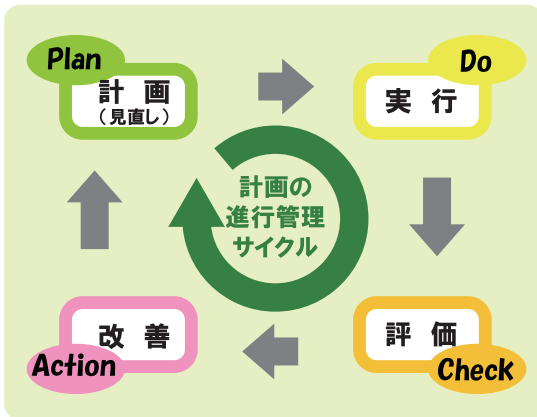 Plan
計画
（見直し）
Do
実行
計画の
進行管理
サイクル
改善
Action
評価
Check